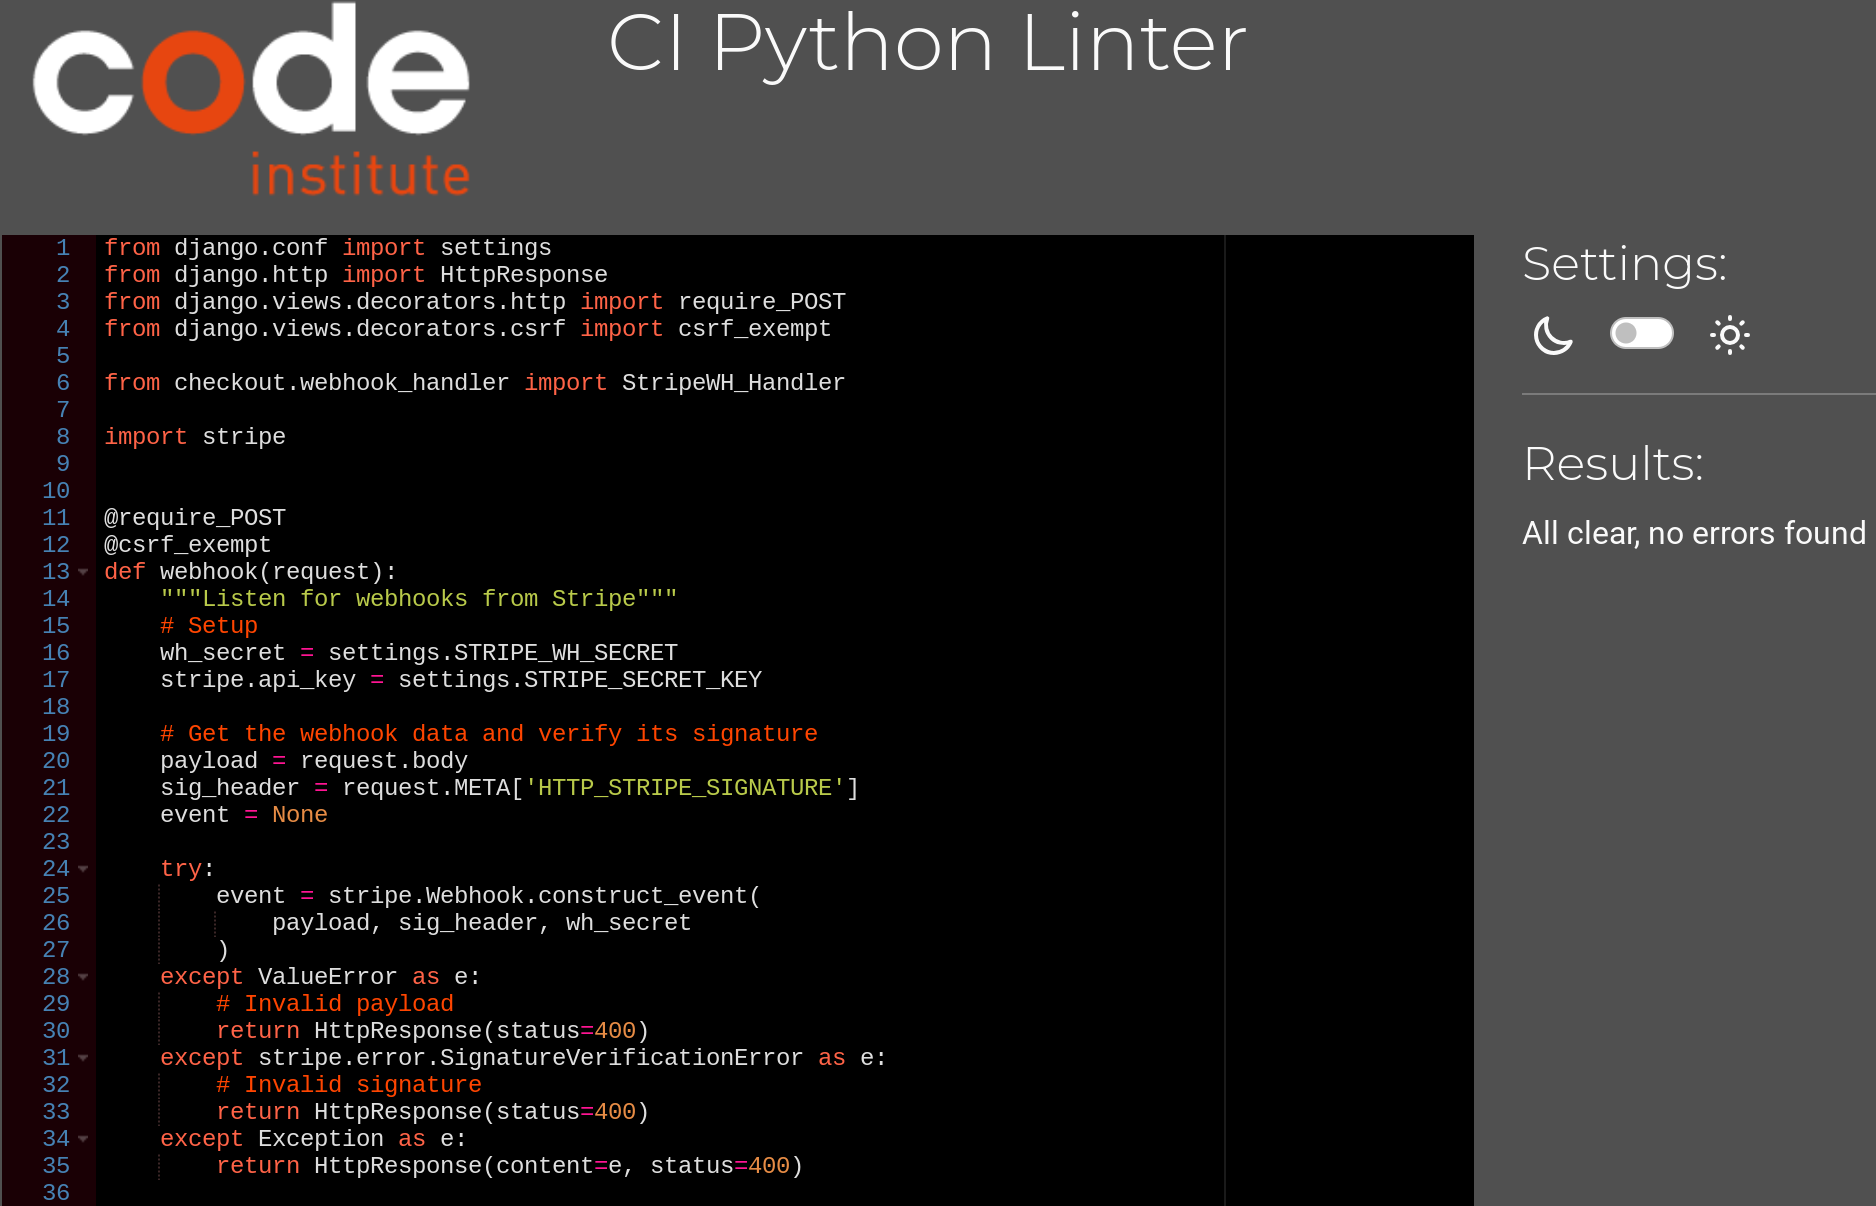 code
institute
CI Python Linter
1 from django.conf import settings
2 from django.http import HttpResponse
3 from django.views.decorators.http import require_POST
4 from django.views.decorators.csrf import csrf_exempt
5
6 from checkout.webhook_handler import StripeWH_Handler
7
8 import stripe
9
10
11 @require_POST
12 @csrf_exempt
13 def webhook(request):
14     """Listen for webhooks from Stripe"""
15     # Setup
16     wh_secret = settings.STRIPE_WH_SECRET
17     stripe.api_key = settings.STRIPE_SECRET_KEY
18
19     # Get the webhook data and verify its signature
20     payload = request.body
21     sig_header = request.META['HTTP_STRIPE_SIGNATURE']
22     event = None
23
24     try:
25         event = stripe.Webhook.construct_event(
26             payload, sig_header, wh_secret
27         )
28     except ValueError as e:
29         # Invalid payload
30         return HttpResponse(status=400)
31     except stripe.error.SignatureVerificationError as e:
32         # Invalid signature
33         return HttpResponse(status=400)
34     except Exception as e:
35         return HttpResponse(content=e, status=400)
36
Settings:
Results:
All clear, no errors found